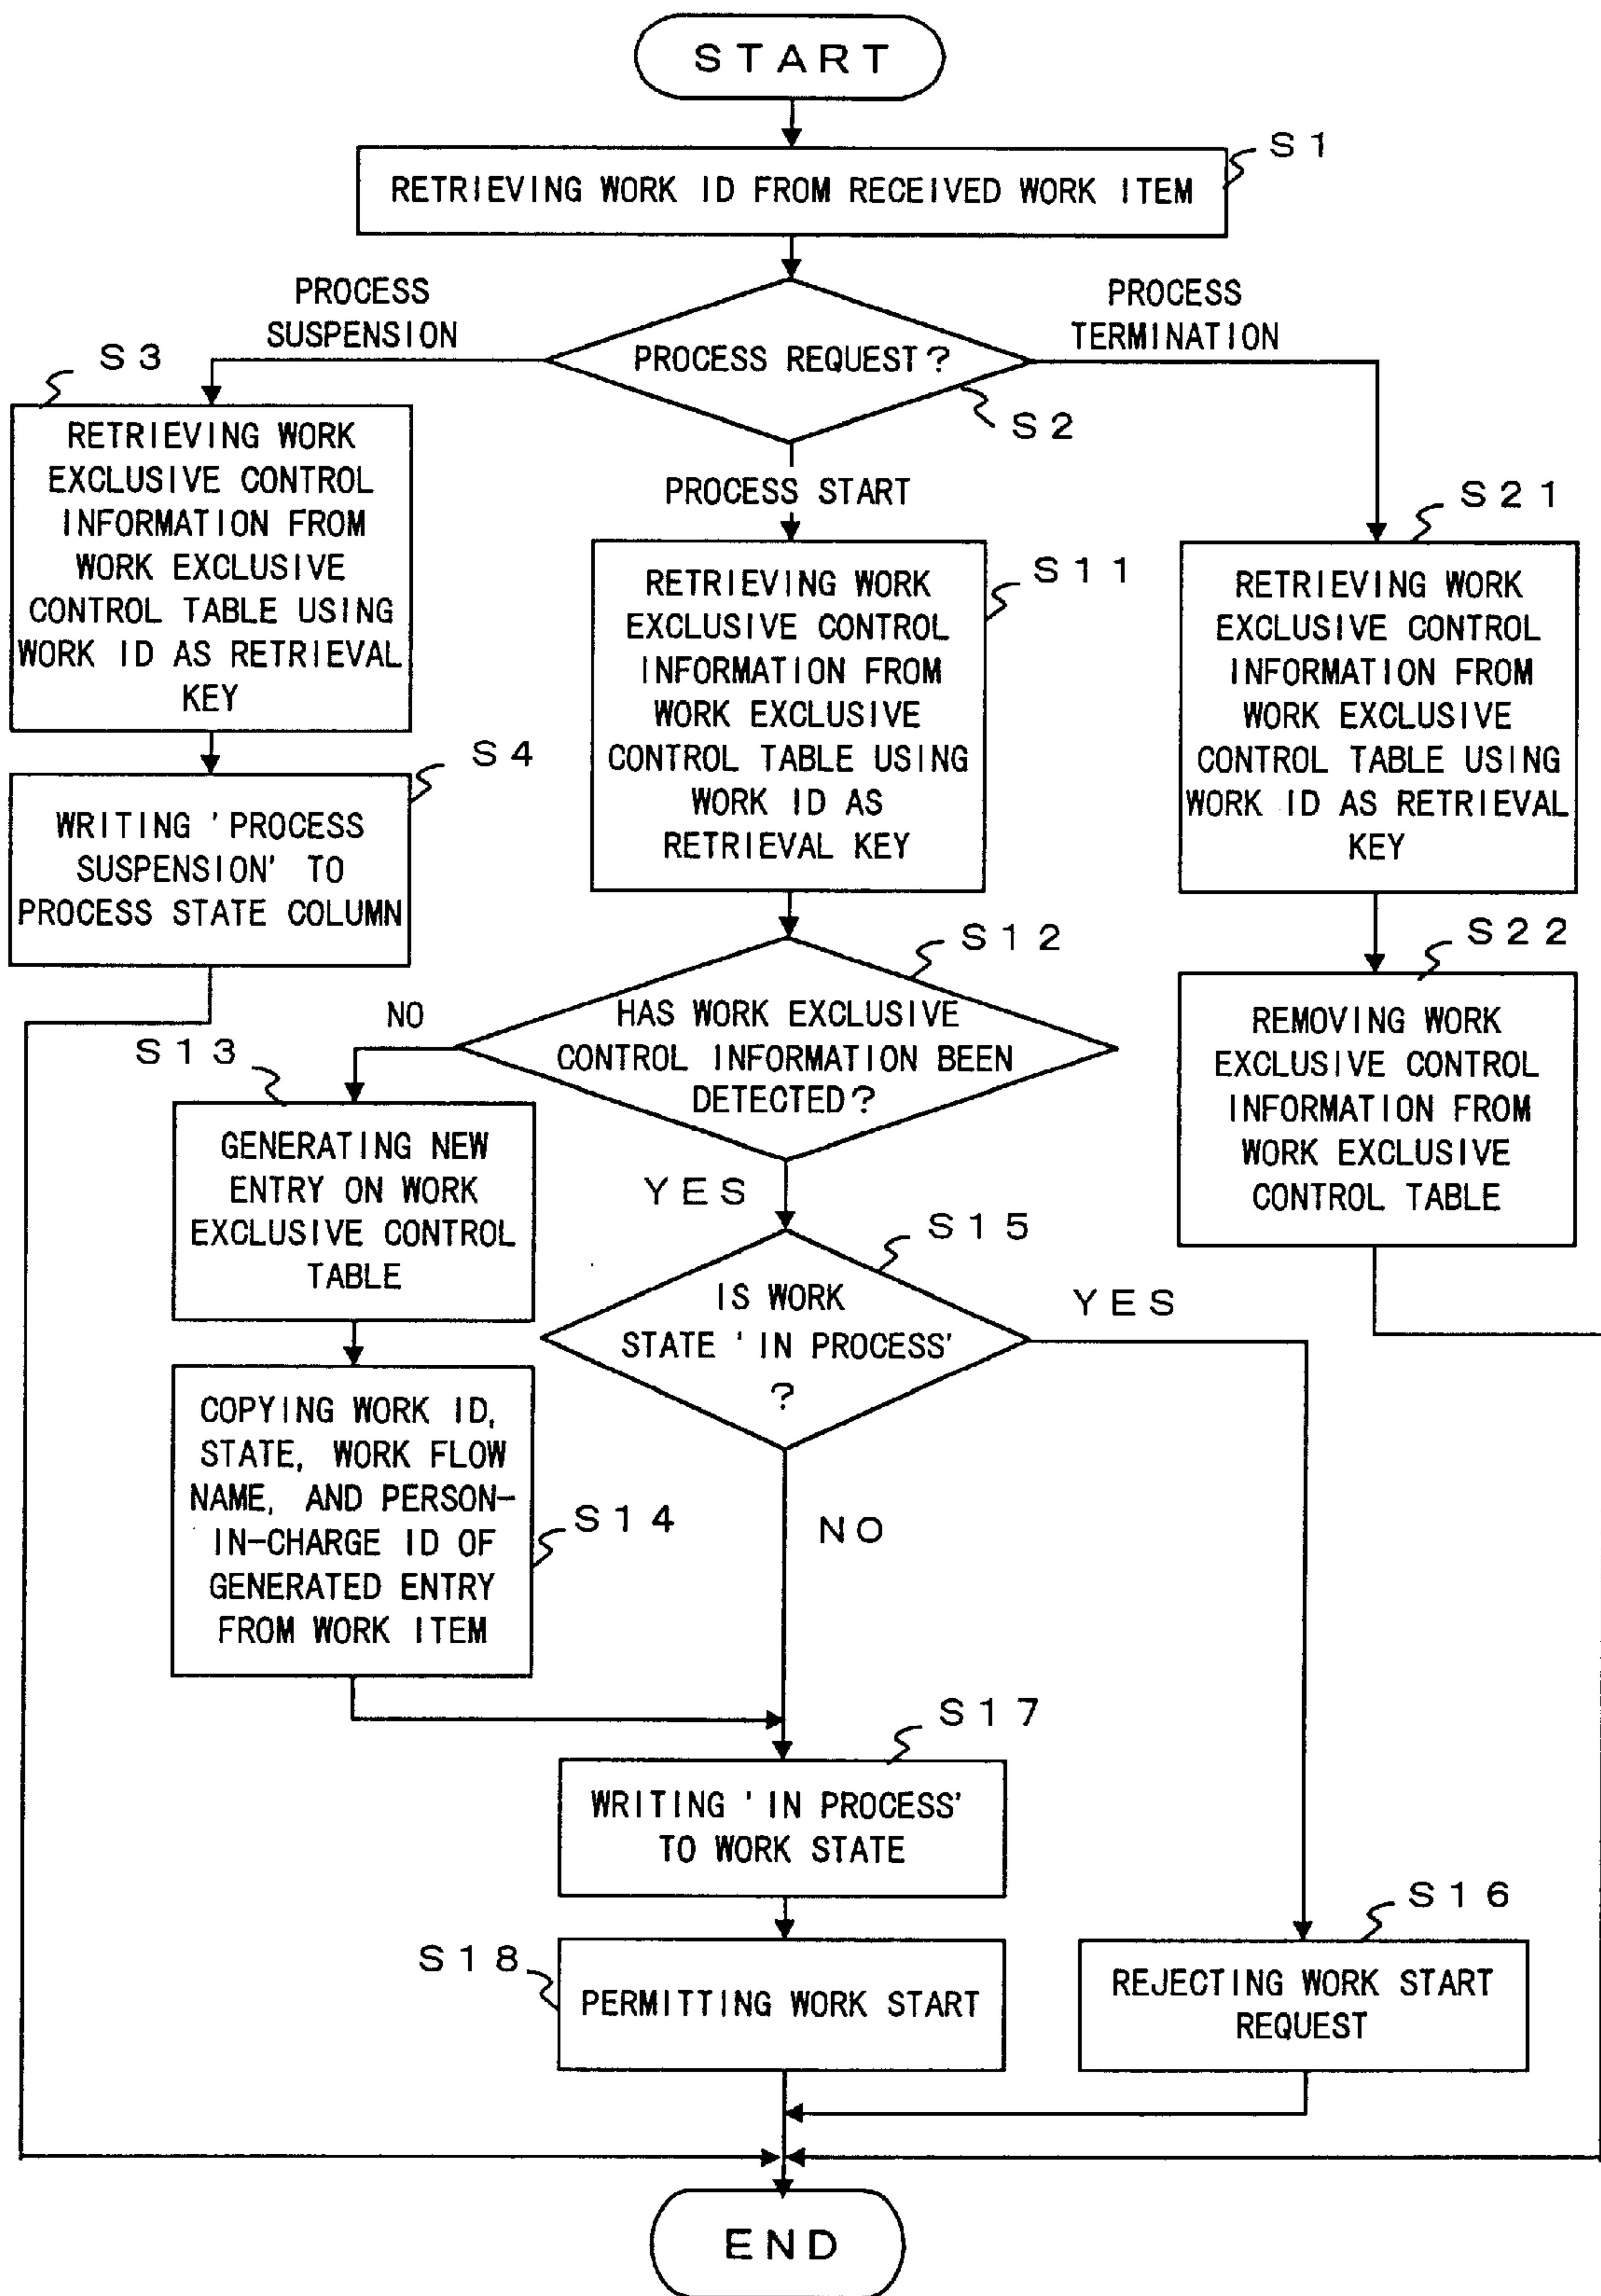 START
S1
RETRIEVING WORK ID FROM RECEIVED WORK ITEM
PROCESS
SUSPENSION
PROCESS
TERMINATION
PROCESS REQUEST?
S2
PROCESS START
S3
RETRIEVING WORK
EXCLUSIVE CONTROL
INFORMATION FROM
WORK EXCLUSIVE
CONTROL TABLE USING
WORK ID AS RETRIEVAL
KEY
S4
WRITING 'PROCESS
SUSPENSION' TO
PROCESS STATE COLUMN
S11
RETRIEVING WORK
EXCLUSIVE CONTROL
INFORMATION FROM
WORK EXCLUSIVE
CONTROL TABLE USING
WORK ID AS
RETRIEVAL KEY
S21
RETRIEVING WORK
EXCLUSIVE CONTROL
INFORMATION FROM
WORK EXCLUSIVE
CONTROL TABLE USING
WORK ID AS RETRIEVAL
KEY
S22
REMOVING WORK
EXCLUSIVE CONTROL
INFORMATION FROM
WORK EXCLUSIVE
CONTROL TABLE
S12
HAS WORK EXCLUSIVE
CONTROL INFORMATION BEEN
DETECTED?
NO
YES
S13
GENERATING NEW
ENTRY ON WORK
EXCLUSIVE CONTROL
TABLE
S14
COPYING WORK ID,
STATE, WORK FLOW
NAME, AND PERSON-
IN-CHARGE ID OF
GENERATED ENTRY
FROM WORK ITEM
S15
IS WORK
STATE 'IN PROCESS'
?
YES
NO
S17
WRITING 'IN PROCESS'
TO WORK STATE
S18
PERMITTING WORK START
S16
REJECTING WORK START
REQUEST
END